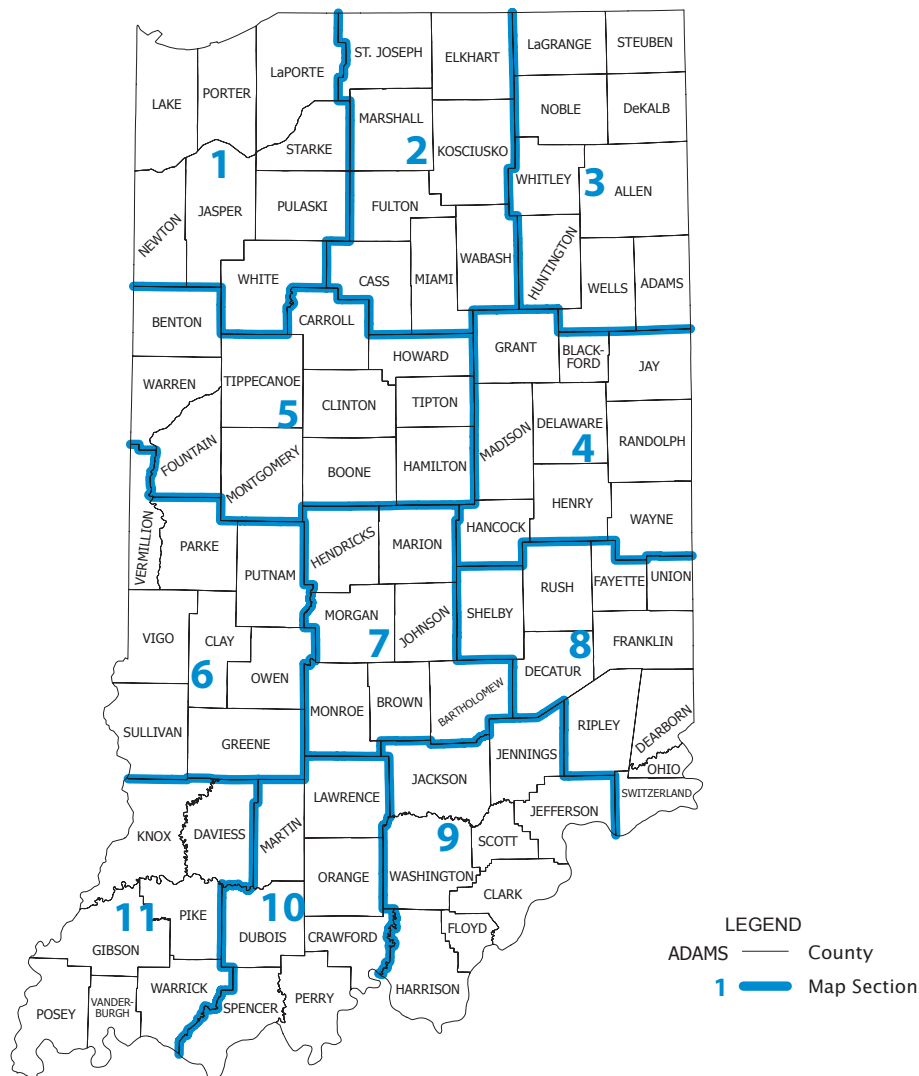 ST. JOSEPH
ELKHART
LaGRANGE
STEUBEN
LaPORTE
PORTER
LAKE
NOBLE
DeKALB
MARSHALL
STARKE
KOSCIUSKO
1
2
3
WHITLEY
ALLEN
JASPER
PULASKI
FULTON
NEWTON
HUNTINGTON
WHITE
CASS
MIAMI
WABASH
WELLS
ADAMS
BENTON
CARROLL
GRANT
BLACK-
FORD
JAY
HOWARD
WARREN
TIPPECANOE
CLINTON
TIPTON
5
MADISON
DELAWARE
4
RANDOLPH
FOUNTAIN
MONTGOMERY
BOONE
HAMILTON
HENRY
HANCOCK
WAYNE
VERMILLION
PARKE
PUTNAM
HENDRICKS
MARION
RUSH
FAYETTE
UNION
SHELBY
MORGAN
JOHNSON
VIGO
CLAY
7
8
FRANKLIN
6
OWEN
DECATUR
MONROE
BROWN
BARTHOLOMEW
RIPLEY
DEARBORN
SULLIVAN
GREENE
JENNINGS
OHIO
JACKSON
SWITZERLAND
LAWRENCE
JEFFERSON
KNOX
DAVIESS
MARTIN
9
SCOTT
ORANGE
WASHINGTON
CLARK
11
PIKE
10
DUBOIS
CRAWFORD
FLOYD
GIBSON
HARRISON
WARRICK
PERRY
SPENCER
POSEY
VANDER-
BURGH
LEGEND
ADAMS County
1 Map Section